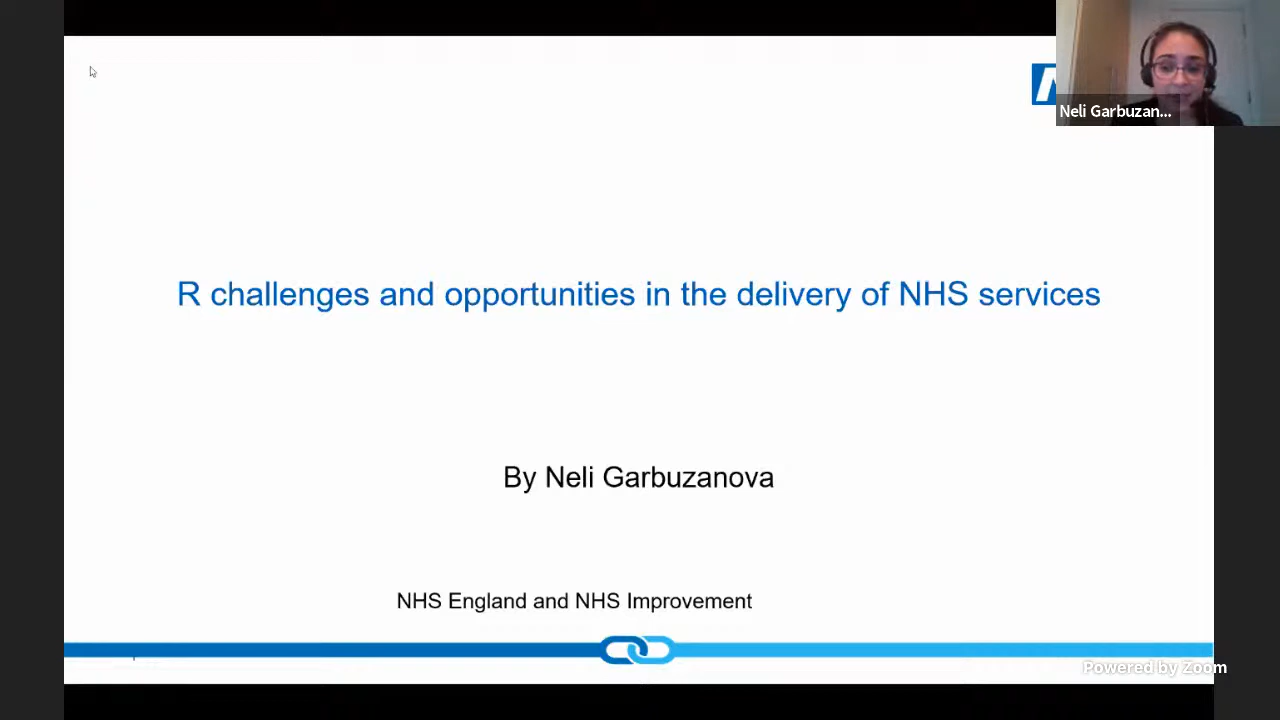 Neli Garbuzan...
R challenges and opportunities in the delivery of NHS services
By Neli Garbuzanova
NHS England and NHS Improvement
Powered by Zoom